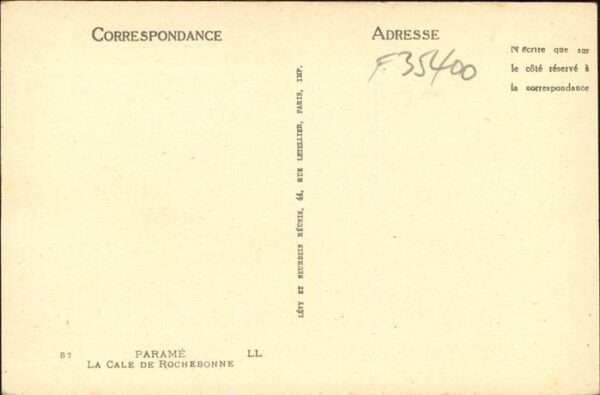 CORRESPONDANCE
ADRESSE
N'écrire que sur
le côté réservé à
la correspondance
F.35400
LÉVY ET NEURDEIN RÉUNIS, 44, RUE LETELLIER, PARIS, IMP.
87 PARAMÉ LL
LA CALE DE ROCHEBONNE